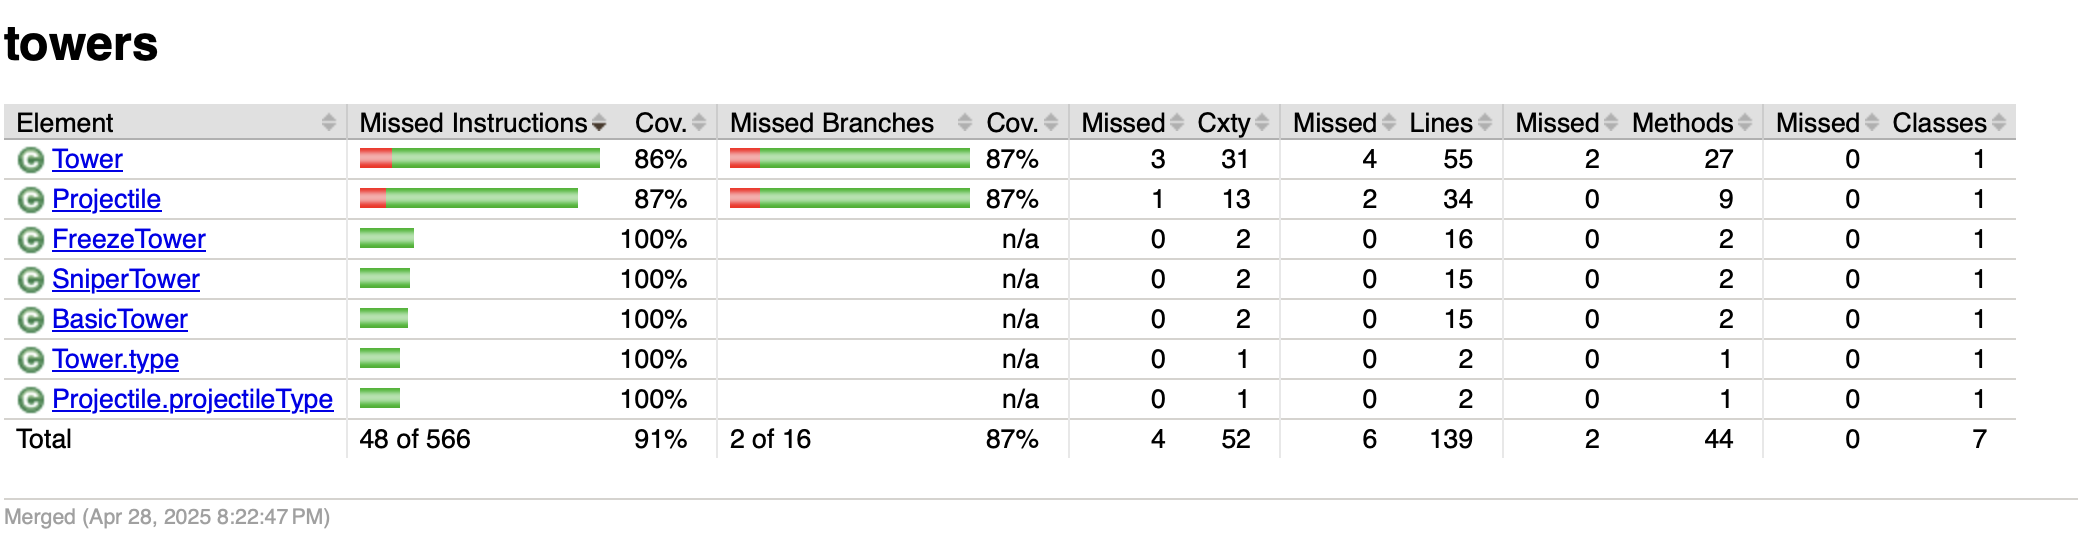 towers
Element Missed Instructions Cov. Missed Branches Cov. Missed Cxty Missed Lines Missed Methods Missed Classes
Tower 86% 87% 3 31 4 55 2 27 0 1
Projectile 87% 87% 1 13 2 34 0 9 0 1
FreezeTower 100% n/a 0 2 0 16 0 2 0 1
SniperTower 100% n/a 0 2 0 15 0 2 0 1
BasicTower 100% n/a 0 2 0 15 0 2 0 1
Tower.type 100% n/a 0 1 0 2 0 1 0 1
Projectile.projectileType 100% n/a 0 1 0 2 0 1 0 1
Total 48 of 566 91% 2 of 16 87% 4 52 6 139 2 44 0 7
Merged (Apr 28, 2025 8:22:47 PM)